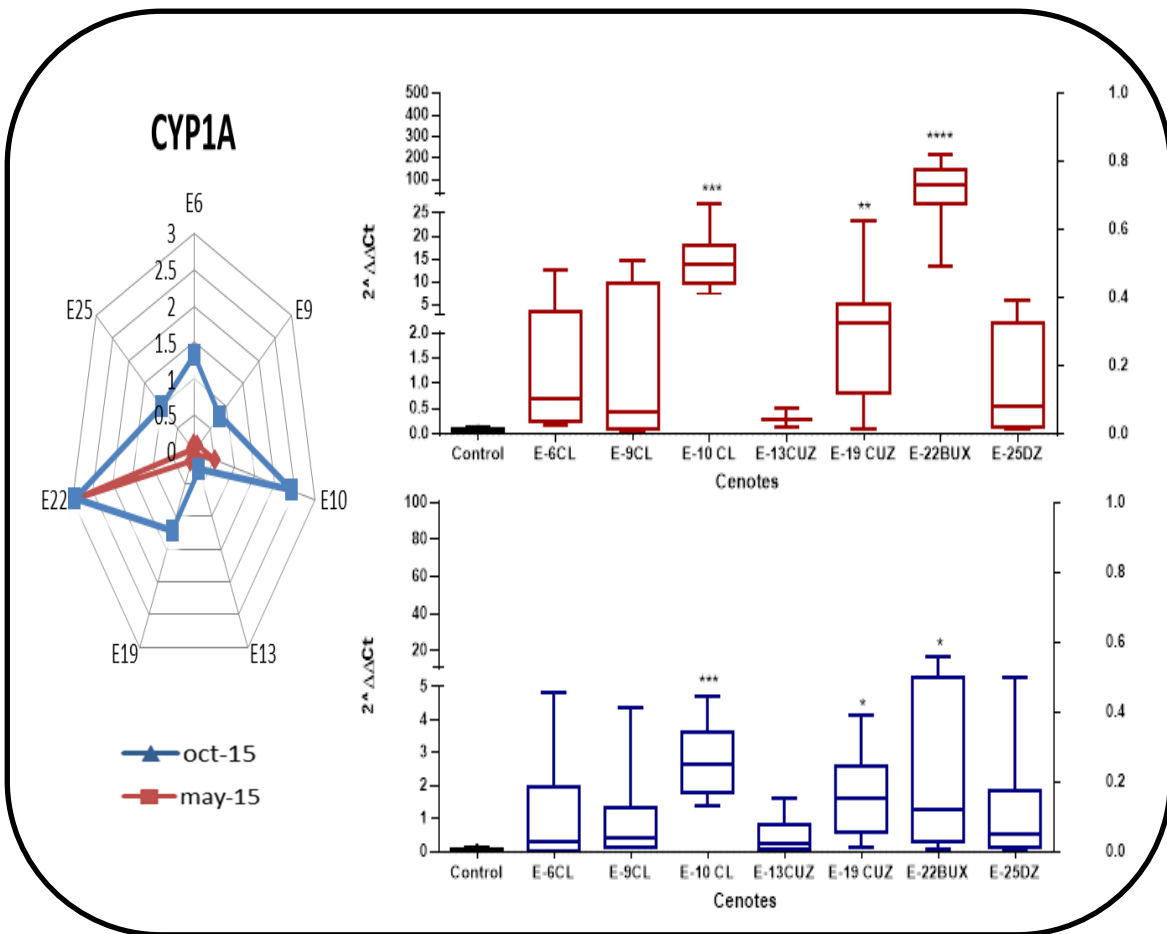 CYP1A
E6
3
2.5
2
1.5
1
0.5
0
E25
E9
E22
E10
E19
E13
oct-15
may-15
500
400
300
200
100
25
20
15
10
5
2.0
1.5
1.0
0.5
0.0
2^ ΔΔCt
*** ** ****
1.0
0.8
0.6
0.4
0.2
0.0
Control E-6CL E-9CL E-10 CL E-13CUZ E-19 CUZ E-22BUX E-25DZ
Cenotes
100
80
60
40
20
5
4
3
2
1
0
2^ ΔΔCt
*** * *
1.0
0.8
0.6
0.4
0.2
0.0
Control E-6CL E-9CL E-10 CL E-13CUZ E-19 CUZ E-22BUX E-25DZ
Cenotes